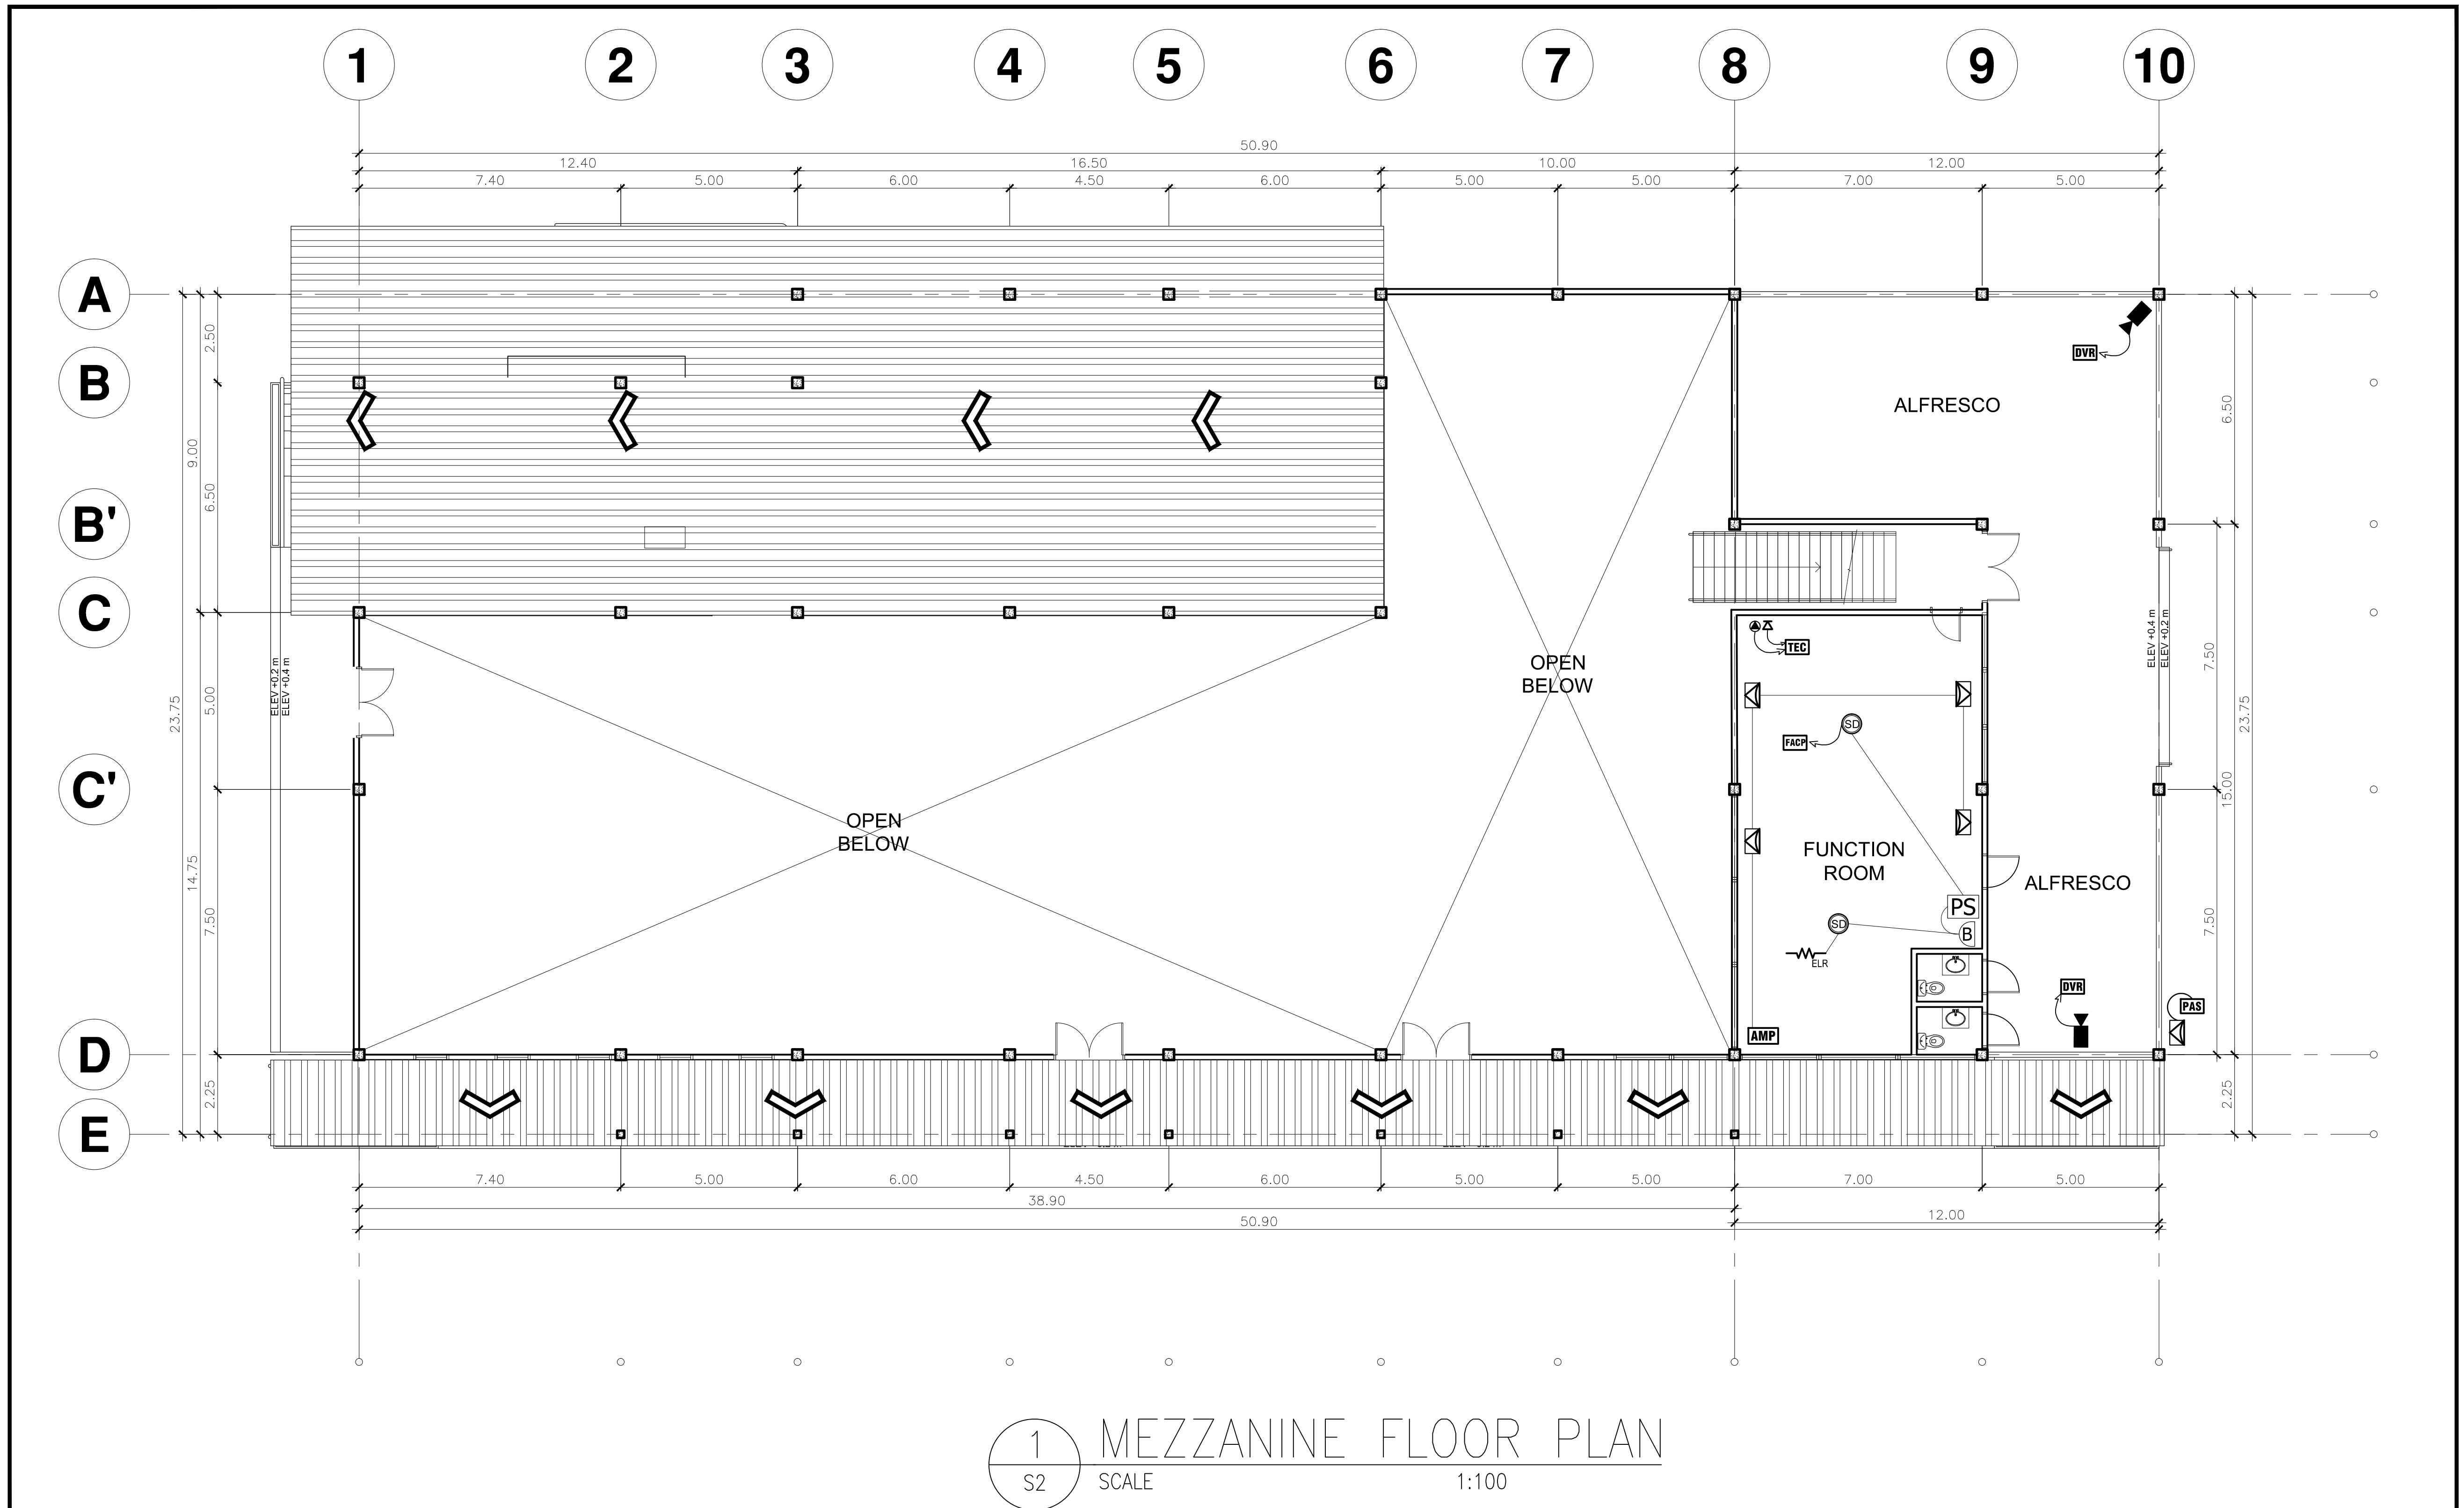 1 2 3 4 5 6 7 8 9 10
50.90
12.40 16.50 10.00 12.00
7.40 5.00 6.00 4.50 6.00 5.00 5.00 7.00 5.00
A
B
B'
C
C'
D
E
2.50
6.50
9.00
5.00
23.75
14.75
7.50
2.25
ELEV +0.2 m
ELEV +0.4 m
OPEN
BELOW
OPEN
BELOW
ALFRESCO
DVR
TEC
SD
FACP
FUNCTION
ROOM
PS
B
SD
ELR
AMP
ALFRESCO
DVR
PAS
ELEV +0.4 m
ELEV +0.2 m
6.50
7.50
23.75
15.00
7.50
2.25
7.40 5.00 6.00 4.50 6.00 5.00 5.00 7.00 5.00
38.90
12.00
50.90
1
S2
MEZZANINE FLOOR PLAN
SCALE 1:100